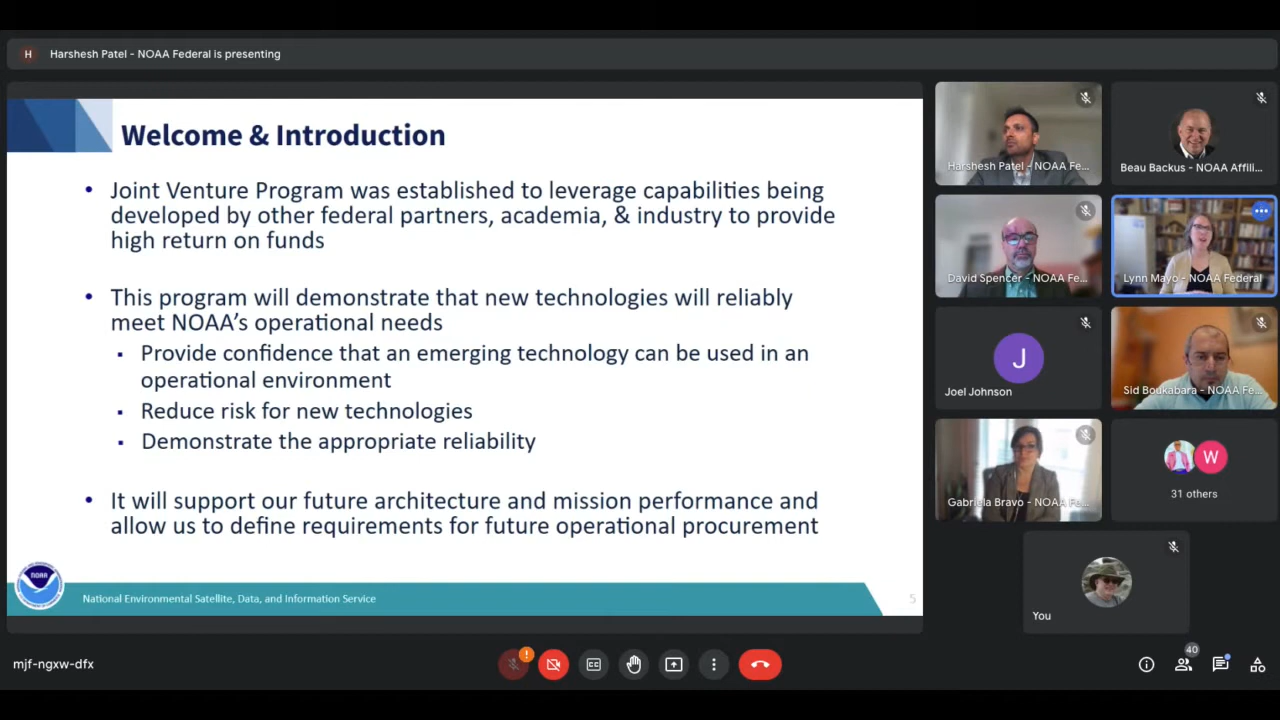 H
Harshesh Patel - NOAA Federal is presenting
Welcome & Introduction
• Joint Venture Program was established to leverage capabilities being
developed by other federal partners, academia, & industry to provide
high return on funds
• This program will demonstrate that new technologies will reliably
meet NOAA's operational needs
▪ Provide confidence that an emerging technology can be used in an
operational environment
▪ Reduce risk for new technologies
▪ Demonstrate the appropriate reliability
• It will support our future architecture and mission performance and
allow us to define requirements for future operational procurement
NOAA
National Environmental Satellite, Data, and Information Service
5
Harshesh Patel - NOAA Fe...
Beau Backus - NOAA Affili...
David Spencer - NOAA Fe...
Lynn Mayo - NOAA Federal
J
Joel Johnson
Sid Boukabara - NOAA Fe...
Gabriela Bravo - NOAA Fe...
W
31 others
You
mjf-ngxw-dfx
!
CC
40